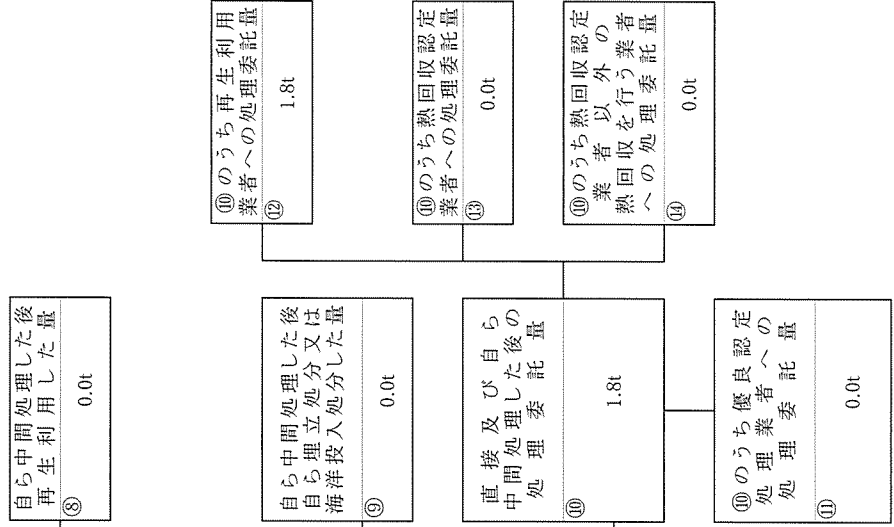 自ら中間処理した後
再生利用した量
⑧
0.0t
自ら中間処理した後
自ら埋立処分又は
海洋投入処分した量
⑨
0.0t
直接及び自ら
中間処理した後の
処理委託量
⑩
1.8t
⑩のうち優良認定
処理業者への
処理委託量
⑪
0.0t
⑩のうち再生利用
業者への処理委託量
⑫
1.8t
⑩のうち熱回収認定
業者への処理委託量
⑬
0.0t
⑩のうち熱回収認定
業者以外の
熱回収を行う業者
への処理委託量
⑭
0.0t